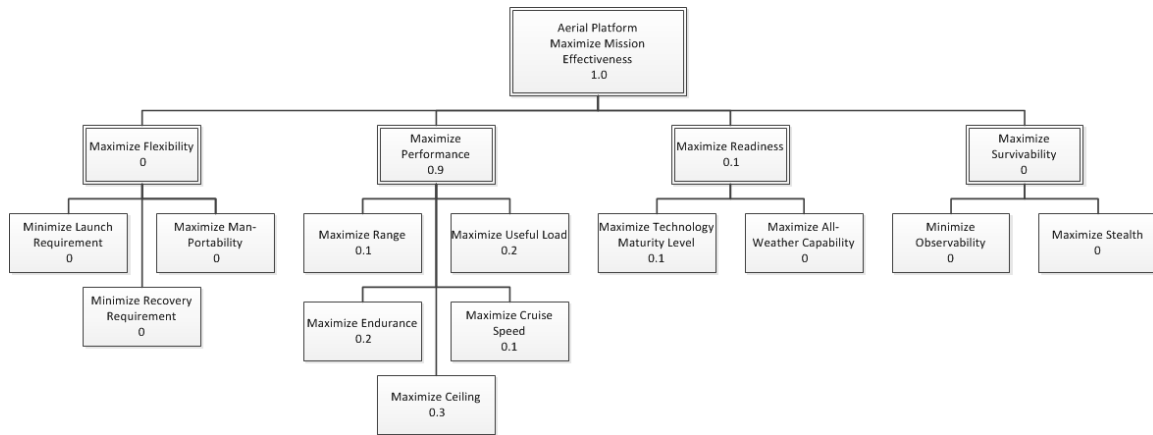 Aerial Platform
Maximize Mission
Effectiveness
1.0
Maximize Flexibility
0
Maximize
Performance
0.9
Maximize Readiness
0.1
Maximize
Survivability
0
Minimize Launch
Requirement
0
Maximize Man-
Portability
0
Minimize Recovery
Requirement
0
Maximize Range
0.1
Maximize Useful Load
0.2
Maximize Endurance
0.2
Maximize Cruise
Speed
0.1
Maximize Ceiling
0.3
Maximize Technology
Maturity Level
0.1
Maximize All-
Weather Capability
0
Minimize
Observability
0
Maximize Stealth
0